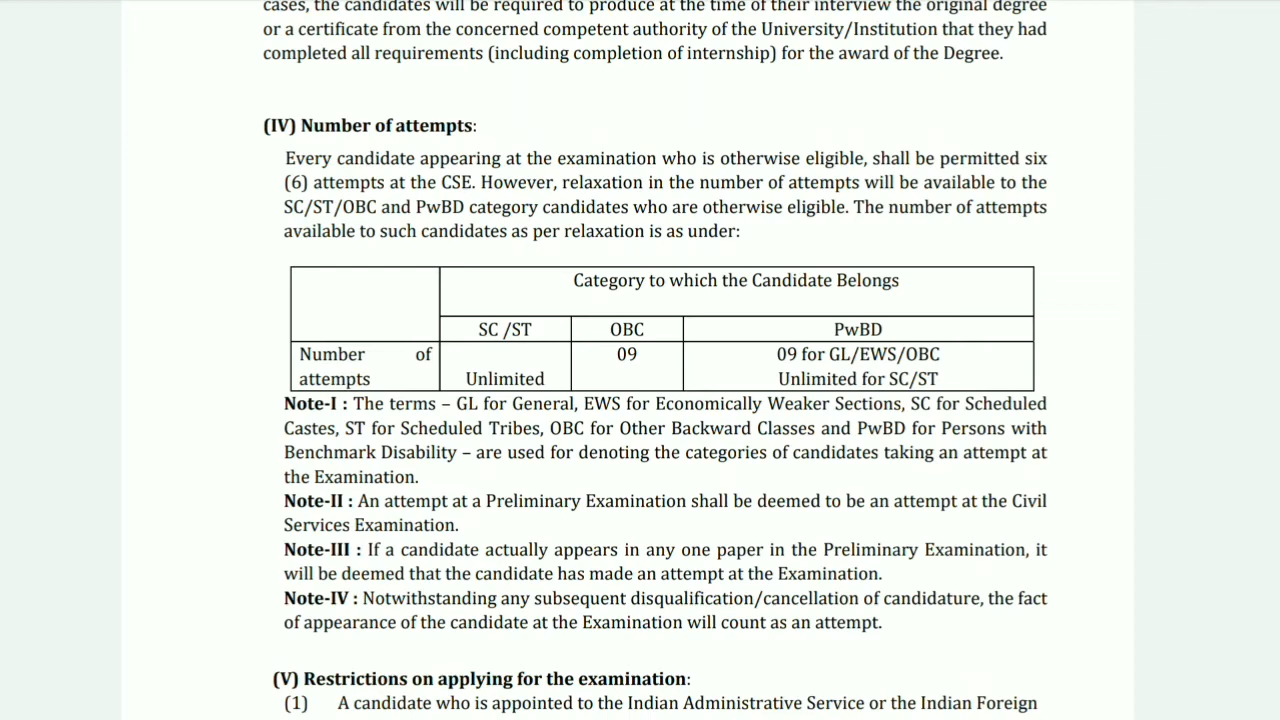 cases, the candidates will be required to produce at the time of their interview the original degree
or a certificate from the concerned competent authority of the University/Institution that they had
completed all requirements (including completion of internship) for the award of the Degree.
(IV) Number of attempts:
Every candidate appearing at the examination who is otherwise eligible, shall be permitted six
(6) attempts at the CSE. However, relaxation in the number of attempts will be available to the
SC/ST/OBC and PwBD category candidates who are otherwise eligible. The number of attempts
available to such candidates as per relaxation is as under:
Category to which the Candidate Belongs
SC /ST OBC PwBD
Number of 09 09 for GL/EWS/OBC
attempts Unlimited Unlimited for SC/ST
Note-I : The terms – GL for General, EWS for Economically Weaker Sections, SC for Scheduled
Castes, ST for Scheduled Tribes, OBC for Other Backward Classes and PwBD for Persons with
Benchmark Disability – are used for denoting the categories of candidates taking an attempt at
the Examination.
Note-II : An attempt at a Preliminary Examination shall be deemed to be an attempt at the Civil
Services Examination.
Note-III : If a candidate actually appears in any one paper in the Preliminary Examination, it
will be deemed that the candidate has made an attempt at the Examination.
Note-IV : Notwithstanding any subsequent disqualification/cancellation of candidature, the fact
of appearance of the candidate at the Examination will count as an attempt.
(V) Restrictions on applying for the examination:
(1) A candidate who is appointed to the Indian Administrative Service or the Indian Foreign